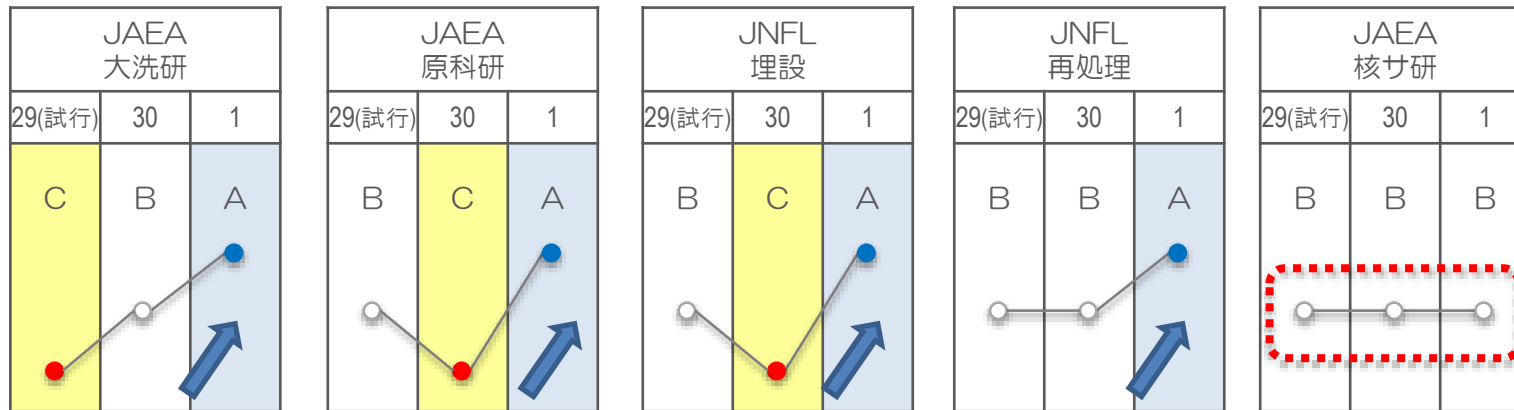 JAEA
大洗研
29(試行) 30 1
C B A
JAEA
原科研
29(試行) 30 1
B C A
JNFL
埋設
29(試行) 30 1
B C A
JNFL
再処理
29(試行) 30 1
B B A
JAEA
核サ研
29(試行) 30 1
B B B